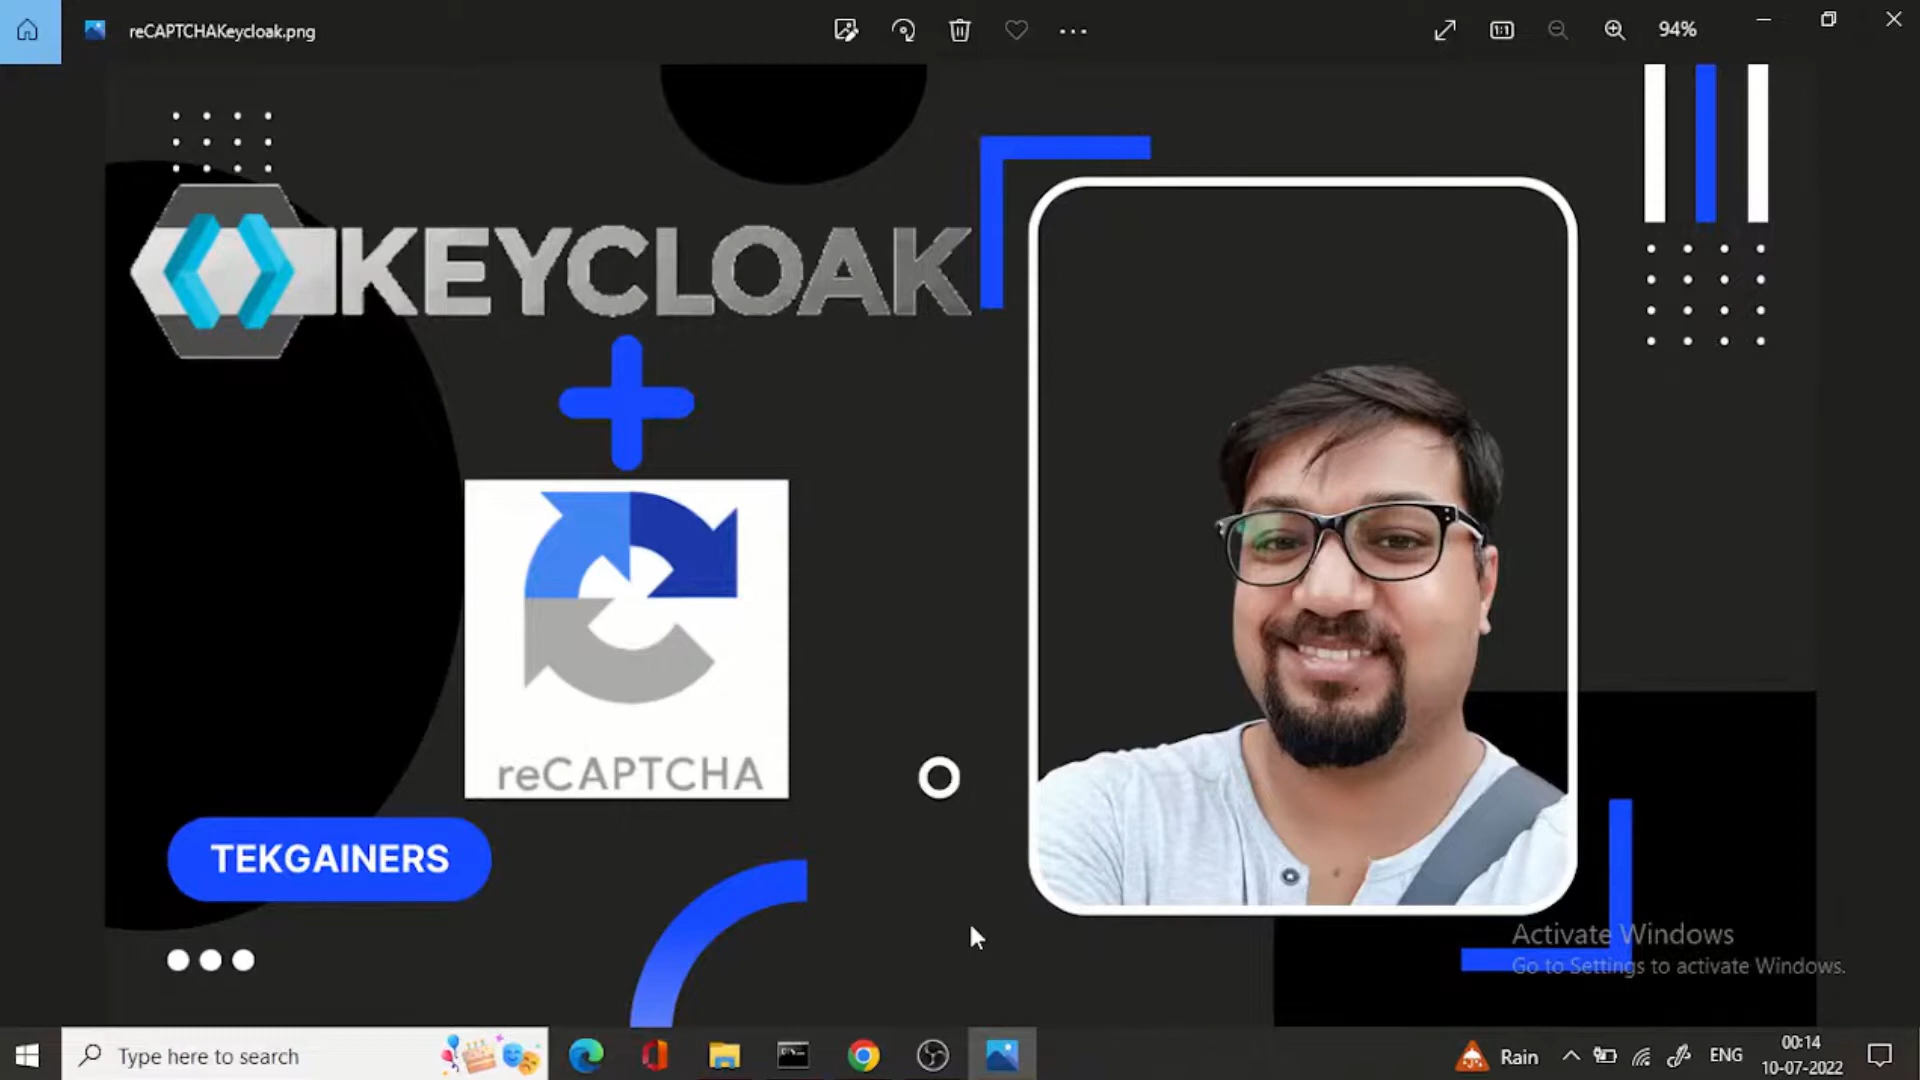 reCAPTCHAKeycloak.png
94%
KEYCLOAK
reCAPTCHA
TEKGAINERS
Activate Windows
Go to Settings to activate Windows.
Type here to search
Rain
ENG
00:14
10-07-2022